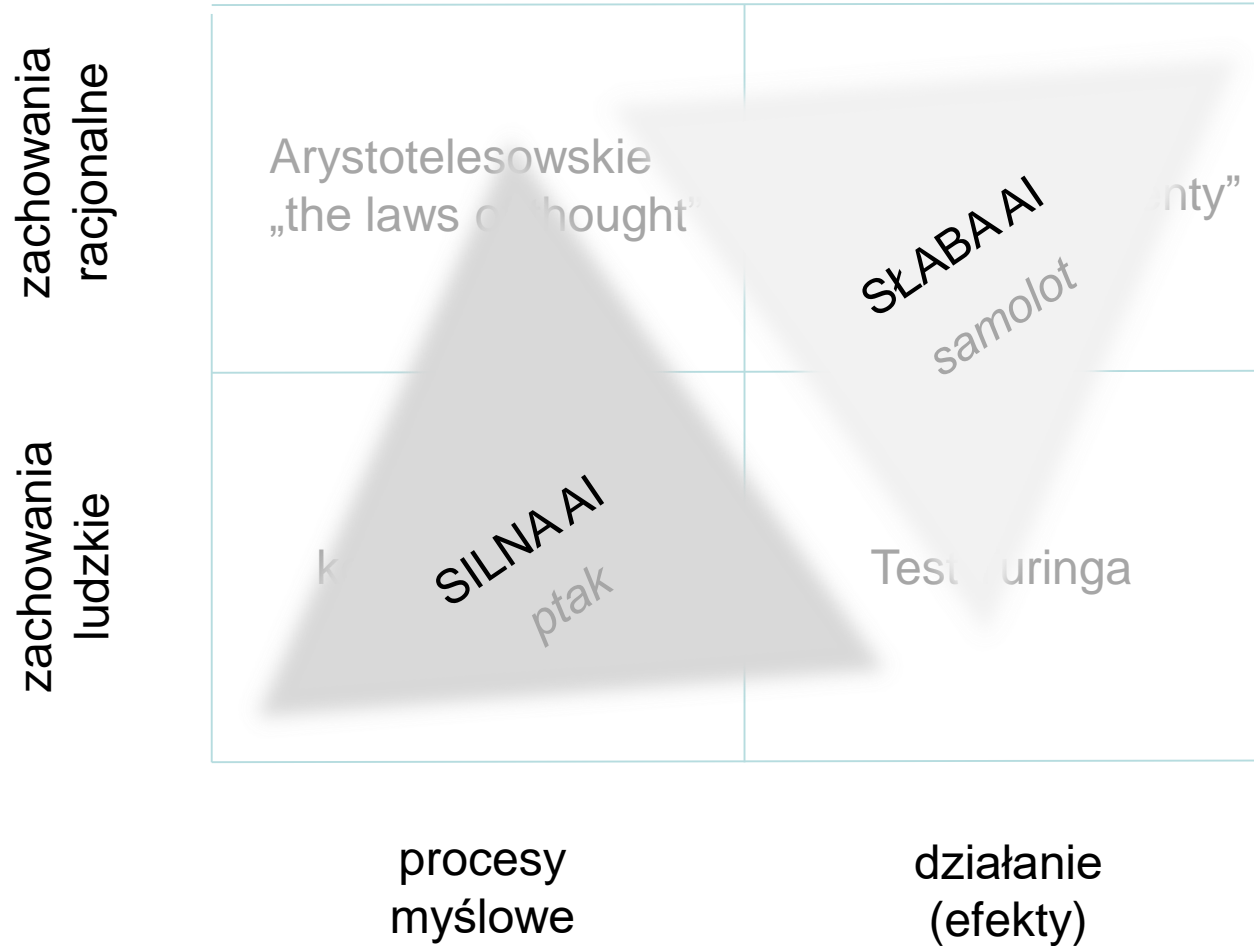 zachowania
racjonalne
Arystotelesowskie
„the laws of thought”
SŁABA AI
samolot
zachowania
ludzkie
SILNA AI
ptak
Test Turinga
procesy
myślowe
działanie
(efekty)